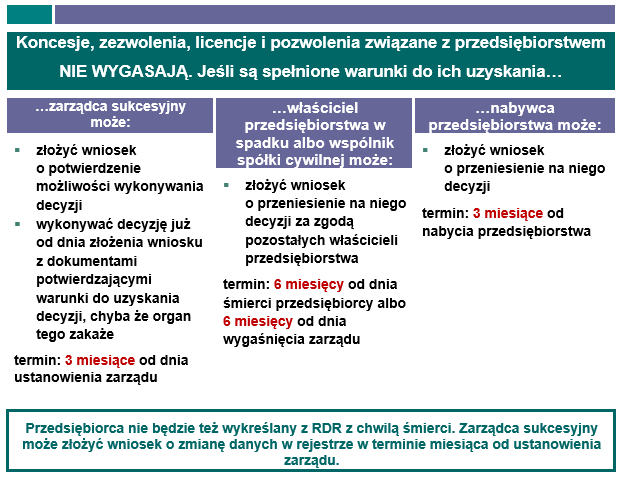 Koncesje, zezwolenia, licencje i pozwolenia związane z przedsiębiorstwem
NIE WYGASAJĄ. Jeśli są spełnione warunki do ich uzyskania…
…zarządca sukcesyjny
może:
▪ złożyć wniosek
o potwierdzenie
możliwości wykonywania
decyzji
▪ wykonywać decyzję już
od dnia złożenia wniosku
z dokumentami
potwierdzającymi
warunki do uzyskania
decyzji, chyba że organ
tego zakaże
termin: 3 miesiące od dnia
ustanowienia zarządu
…właściciel
przedsiębiorstwa w
spadku albo wspólnik
spółki cywilnej może:
▪ złożyć wniosek
o przeniesienie na niego
decyzji za zgodą
pozostałych właścicieli
przedsiębiorstwa
termin: 6 miesięcy od dnia
śmierci przedsiębiorcy albo
6 miesięcy od dnia
wygaśnięcia zarządu
…nabywca
przedsiębiorstwa może:
▪ złożyć wniosek
o przeniesienie na niego
decyzji
termin: 3 miesiące od
nabycia przedsiębiorstwa
Przedsiębiorca nie będzie też wykreślany z RDR z chwilą śmierci. Zarządca sukcesyjny
może złożyć wniosek o zmianę danych w rejestrze w terminie miesiąca od ustanowienia
zarządu.